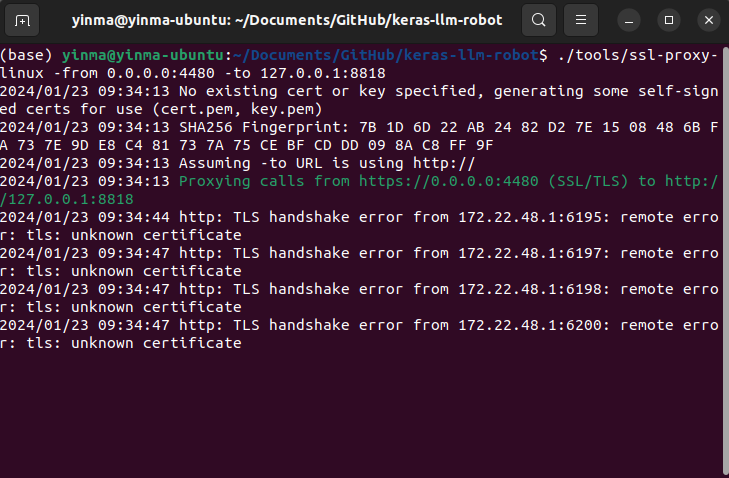 yinma@yinma-ubuntu: ~/Documents/GitHub/keras-llm-robot
(base) yinma@yinma-ubuntu:~/Documents/GitHub/keras-llm-robot$ ./tools/ssl-proxy-
linux -from 0.0.0.0:4480 -to 127.0.0.1:8818
2024/01/23 09:34:13 No existing cert or key specified, generating some self-sign
ed certs for use (cert.pem, key.pem)
2024/01/23 09:34:13 SHA256 Fingerprint: 7B 1D 6D 22 AB 24 82 D2 7E 15 08 48 6B F
A 73 7E 9D E8 C4 81 73 7A 75 CE BF CD DD 09 8A C8 FF 9F
2024/01/23 09:34:13 Assuming -to URL is using http://
2024/01/23 09:34:13 Proxying calls from https://0.0.0.0:4480 (SSL/TLS) to http:/
/127.0.0.1:8818
2024/01/23 09:34:44 http: TLS handshake error from 172.22.48.1:6195: remote erro
r: tls: unknown certificate
2024/01/23 09:34:47 http: TLS handshake error from 172.22.48.1:6197: remote erro
r: tls: unknown certificate
2024/01/23 09:34:47 http: TLS handshake error from 172.22.48.1:6198: remote erro
r: tls: unknown certificate
2024/01/23 09:34:47 http: TLS handshake error from 172.22.48.1:6200: remote erro
r: tls: unknown certificate